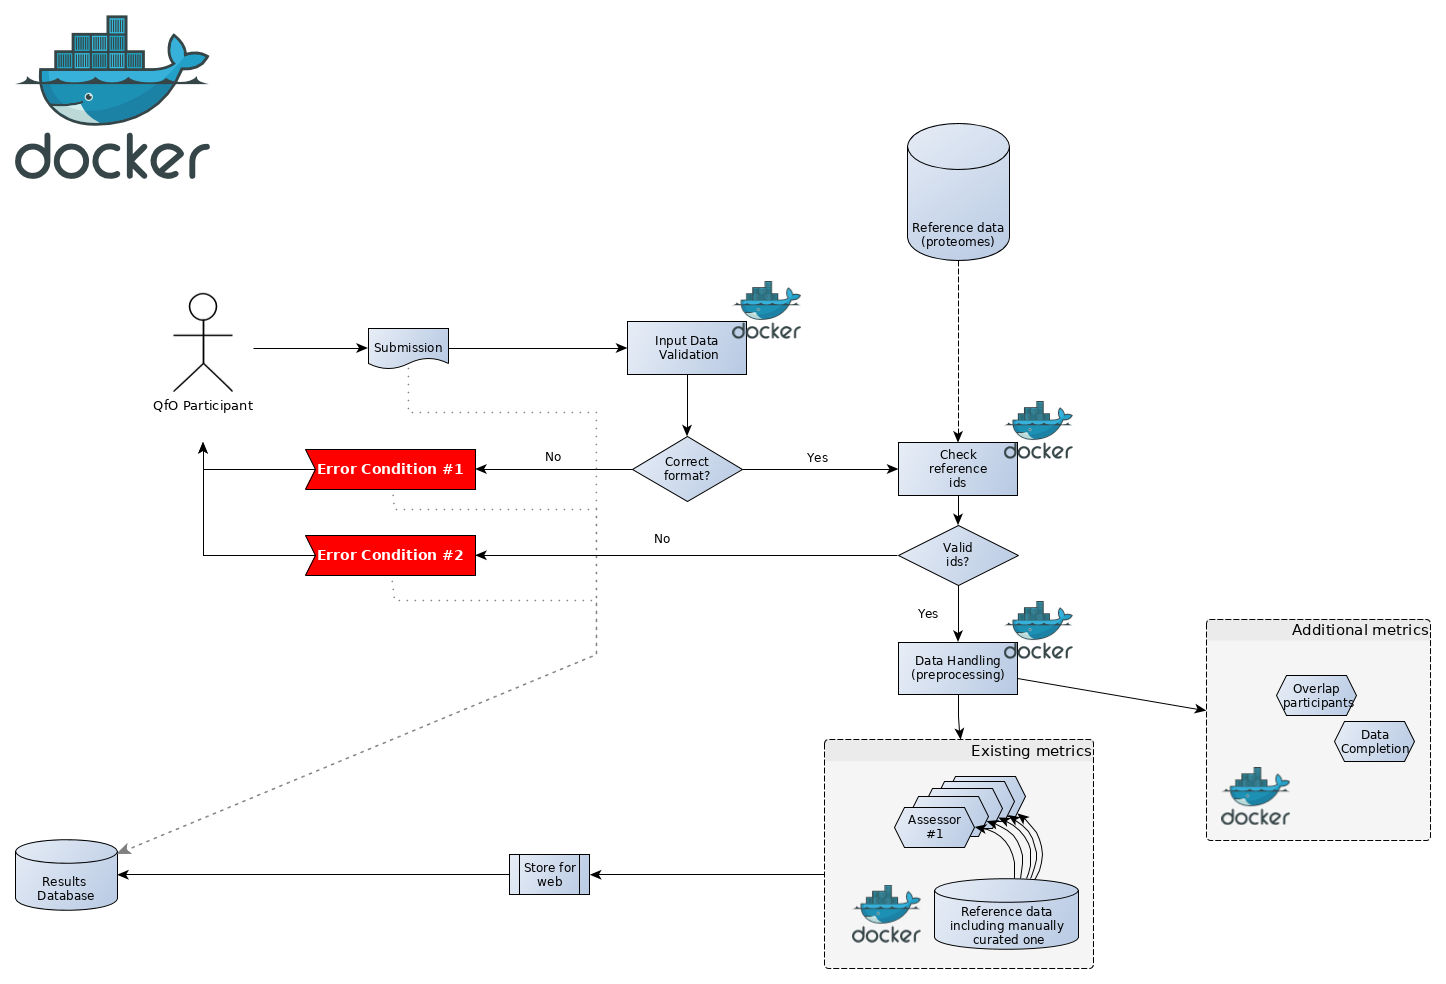 docker
Reference data
(proteomes)
docker
Submission
Input Data
Validation
QfO Participant
docker
Error Condition #1
No
Correct
format?
Yes
Check
reference
ids
Error Condition #2
No
Valid
ids?
Yes
docker
Data Handling
(preprocessing)
Additional metrics
Overlap
participants
Data
Completion
docker
Existing metrics
Assessor
#1
Results
Database
Store for
web
docker
Reference data
including manually
curated one